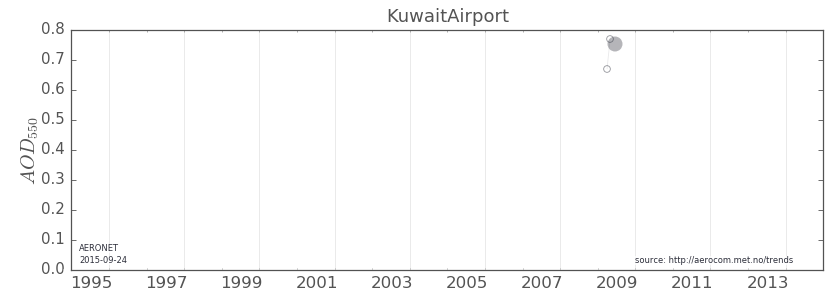 KuwaitAirport
0.8
0.7
0.6
0.5
0.4
0.3
0.2
0.1
0.0
AOD550
AERONET
2015-09-24
source: http://aerocom.met.no/trends
1995 1997 1999 2001 2003 2005 2007 2009 2011 2013